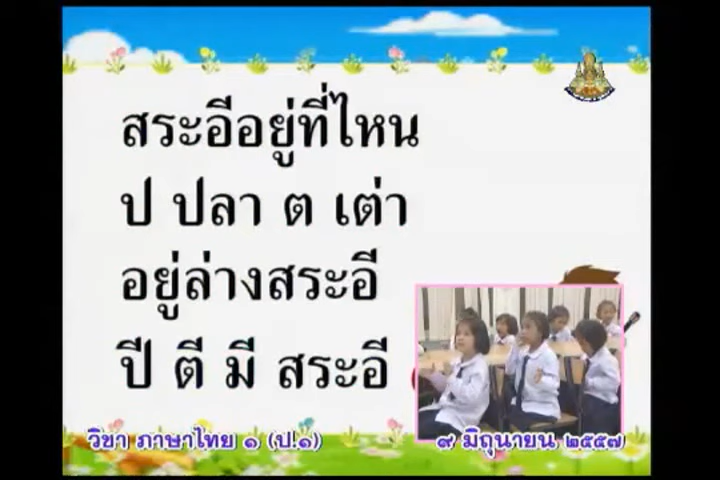 สระอีอยู่ที่ไหน
ป ปลา ต เต่า
อยู่ล่างสระอี
ปี ตี มี สระอี
วิชา ภาษาไทย ๑ (ป.๑)
๙ มิถุนายน ๒๕๕๗